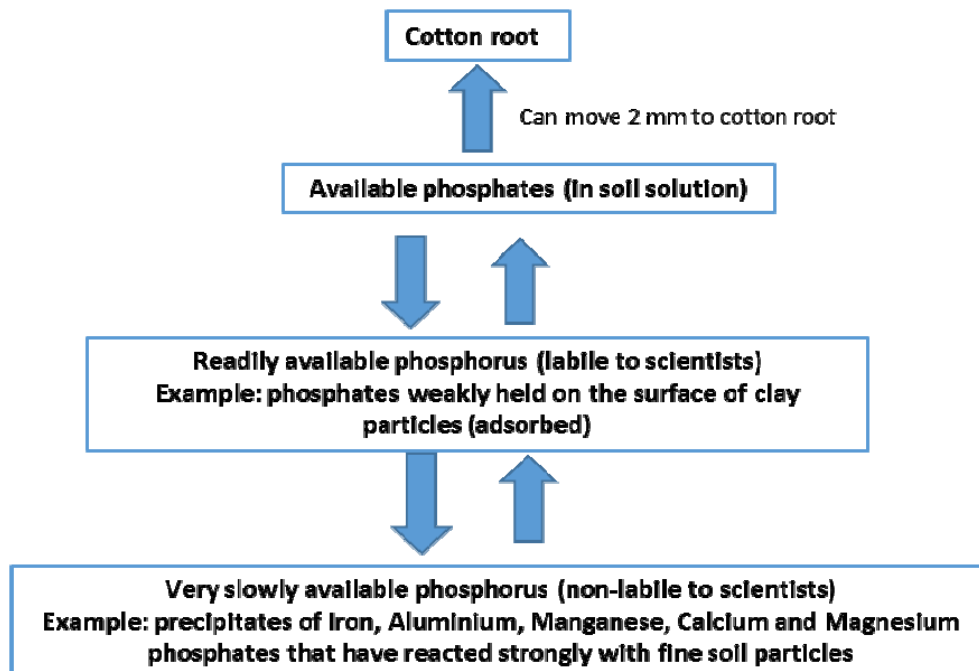 Cotton root
Can move 2 mm to cotton root
Available phosphates (in soil solution)
Readily available phosphorus (labile to scientists)
Example: phosphates weakly held on the surface of clay
particles (adsorbed)
Very slowly available phosphorus (non-labile to scientists)
Example: precipitates of Iron, Aluminium, Manganese, Calcium and Magnesium
phosphates that have reacted strongly with fine soil particles